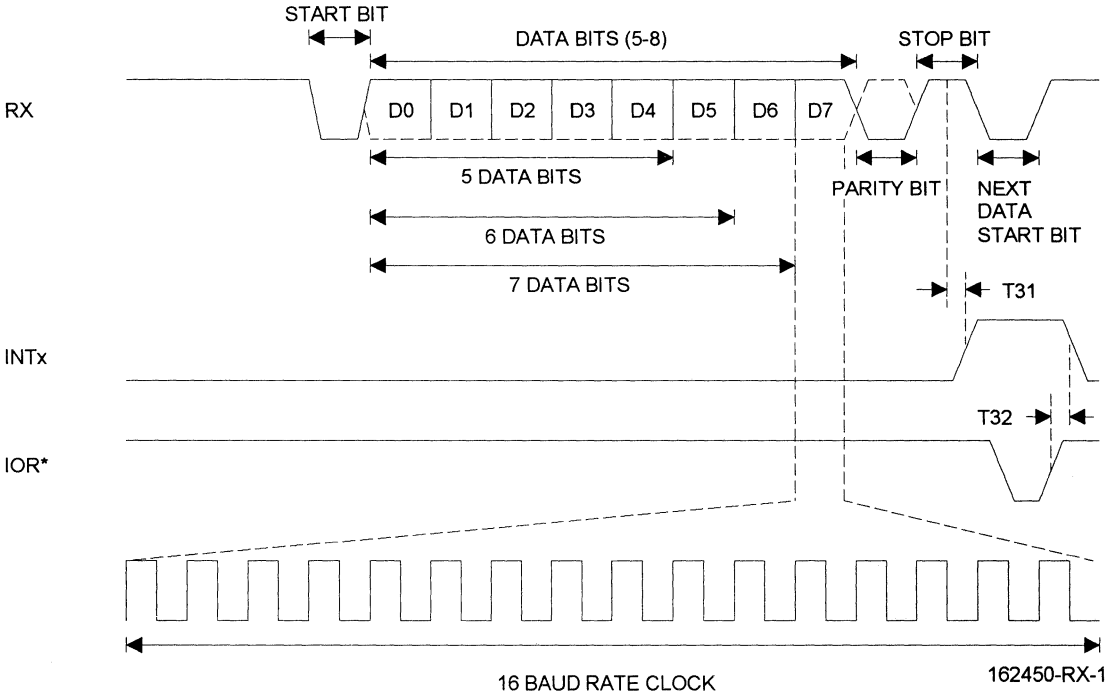 START BIT
DATA BITS (5-8)
STOP BIT
RX
D0 D1 D2 D3 D4 D5 D6 D7
5 DATA BITS
PARITY BIT
NEXT
DATA
START BIT
6 DATA BITS
7 DATA BITS
T31
INTx
T32
IOR*
16 BAUD RATE CLOCK
162450-RX-1